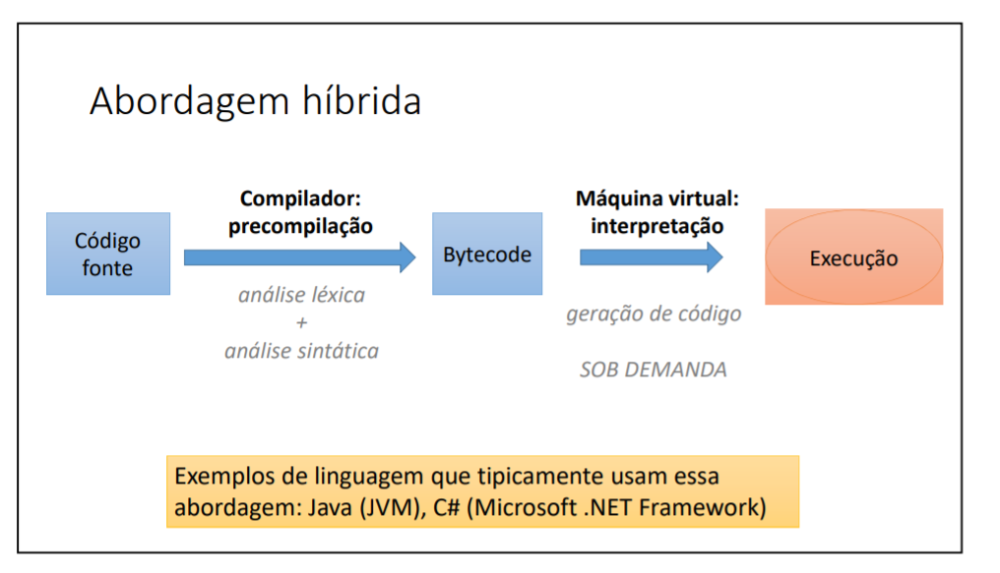 Abordagem híbrida
Compilador:
precompilação
Máquina virtual:
interpretação
Código
fonte
Bytecode
Execução
análise léxica
+
análise sintática
geração de código
SOB DEMANDA
Exemplos de linguagem que tipicamente usam essa
abordagem: Java (JVM), C# (Microsoft .NET Framework)